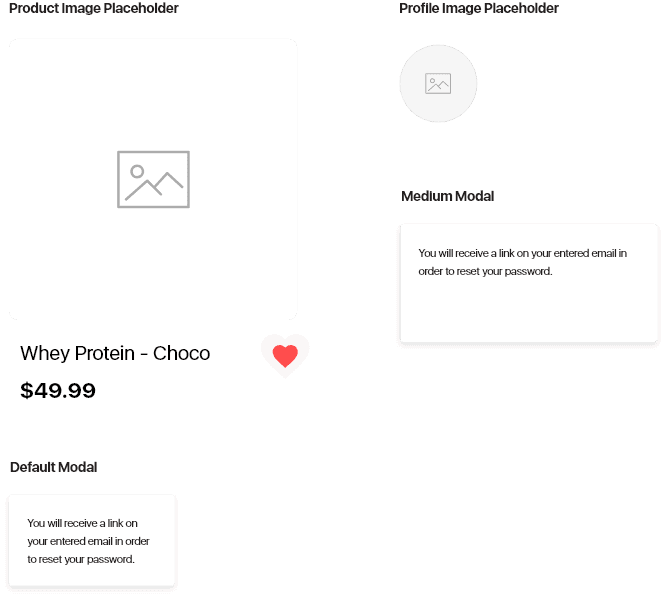 Product Image Placeholder
Profile Image Placeholder
Medium Modal
You will receive a link on your entered email in
order to reset your password.
Whey Protein - Choco
$49.99
Default Modal
You will receive a link on
your entered email in order
to reset your password.